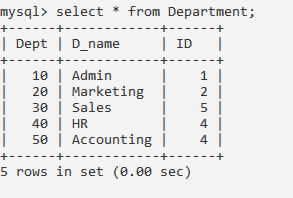 mysql> select * from Department;
+------+------------+------+
| Dept | D_name     | ID   |
+------+------------+------+
|   10 | Admin      |    1 |
|   20 | Marketing  |    2 |
|   30 | Sales      |    5 |
|   40 | HR         |    4 |
|   50 | Accounting |    4 |
+------+------------+------+
5 rows in set (0.00 sec)